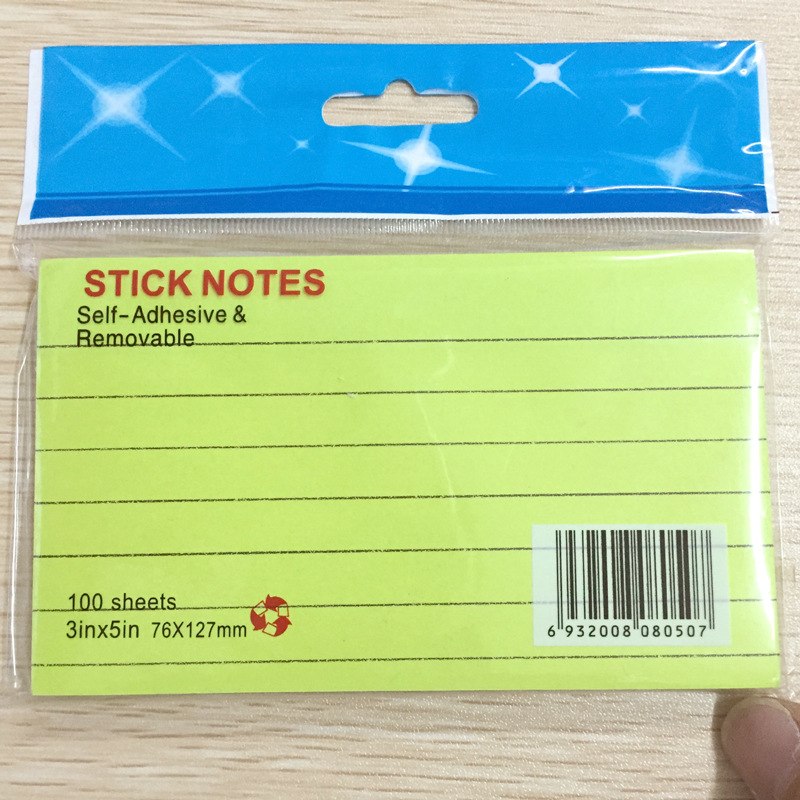 STICK NOTES
Self-Adhesive &
Removable
100 sheets
3inx5in 76X127mm
6 932008 080507